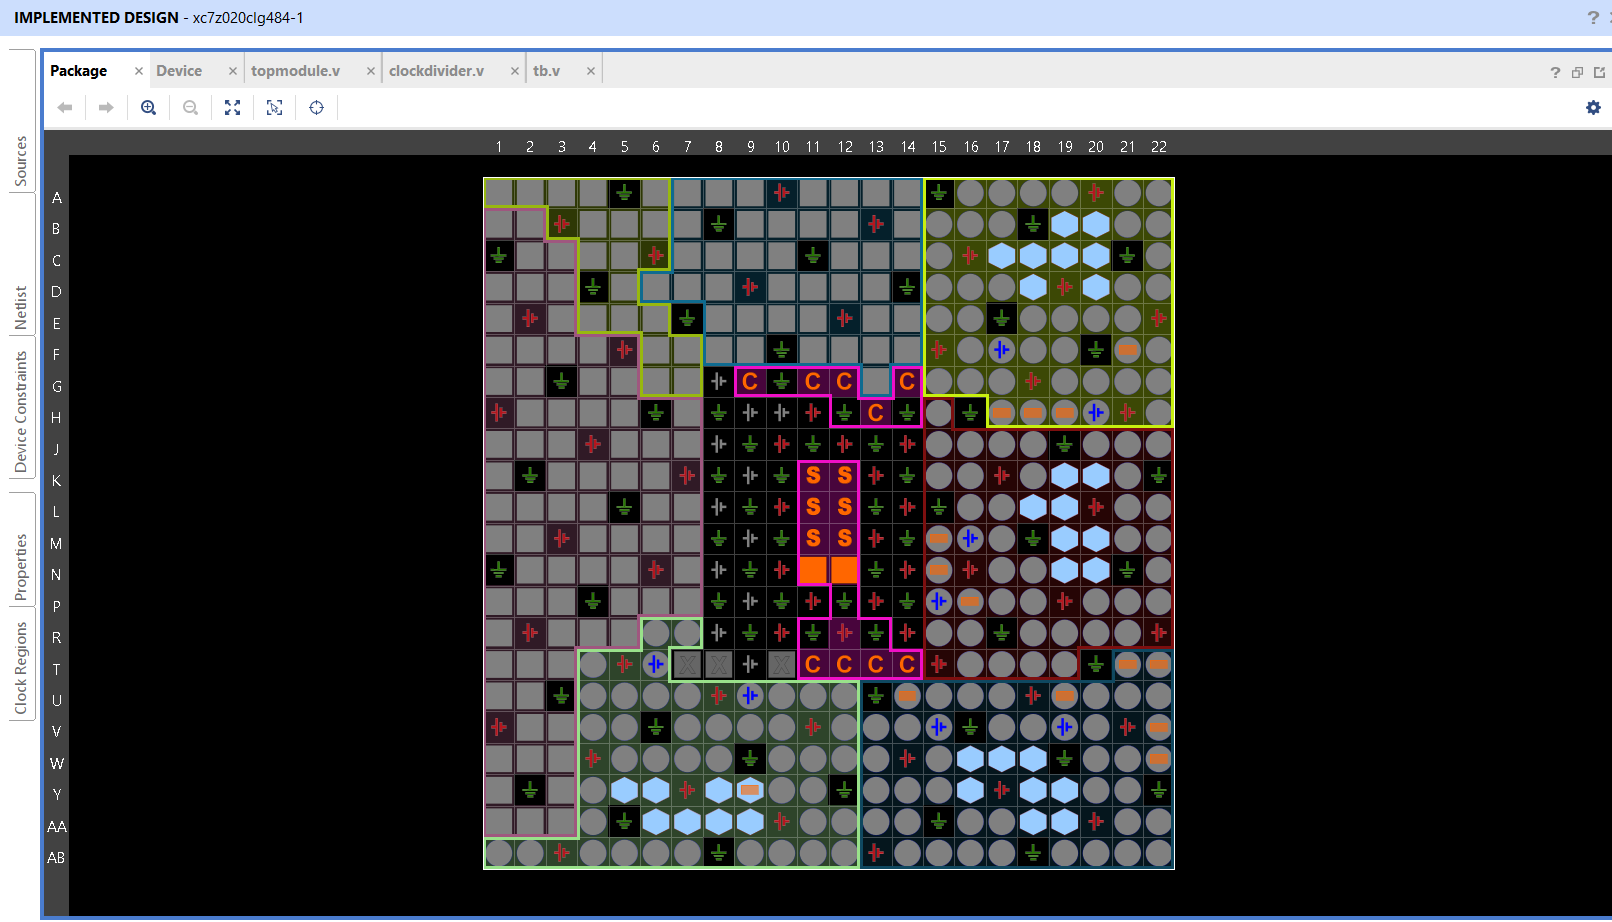 IMPLEMENTED DESIGN - xc7z020clg484-1 ?
Package × Device × topmodule.v × clockdivider.v × tb.v × ?
Sources
Netlist
Device Constraints
Properties
Clock Regions
1 2 3 4 5 6 7 8 9 10 11 12 13 14 15 16 17 18 19 20 21 22
A
B
C
D
E
F
G C C C C
H C
J
K S S
L S S
M S S
N
P
R
T X X X C C C C
U
V
W
Y
AA
AB